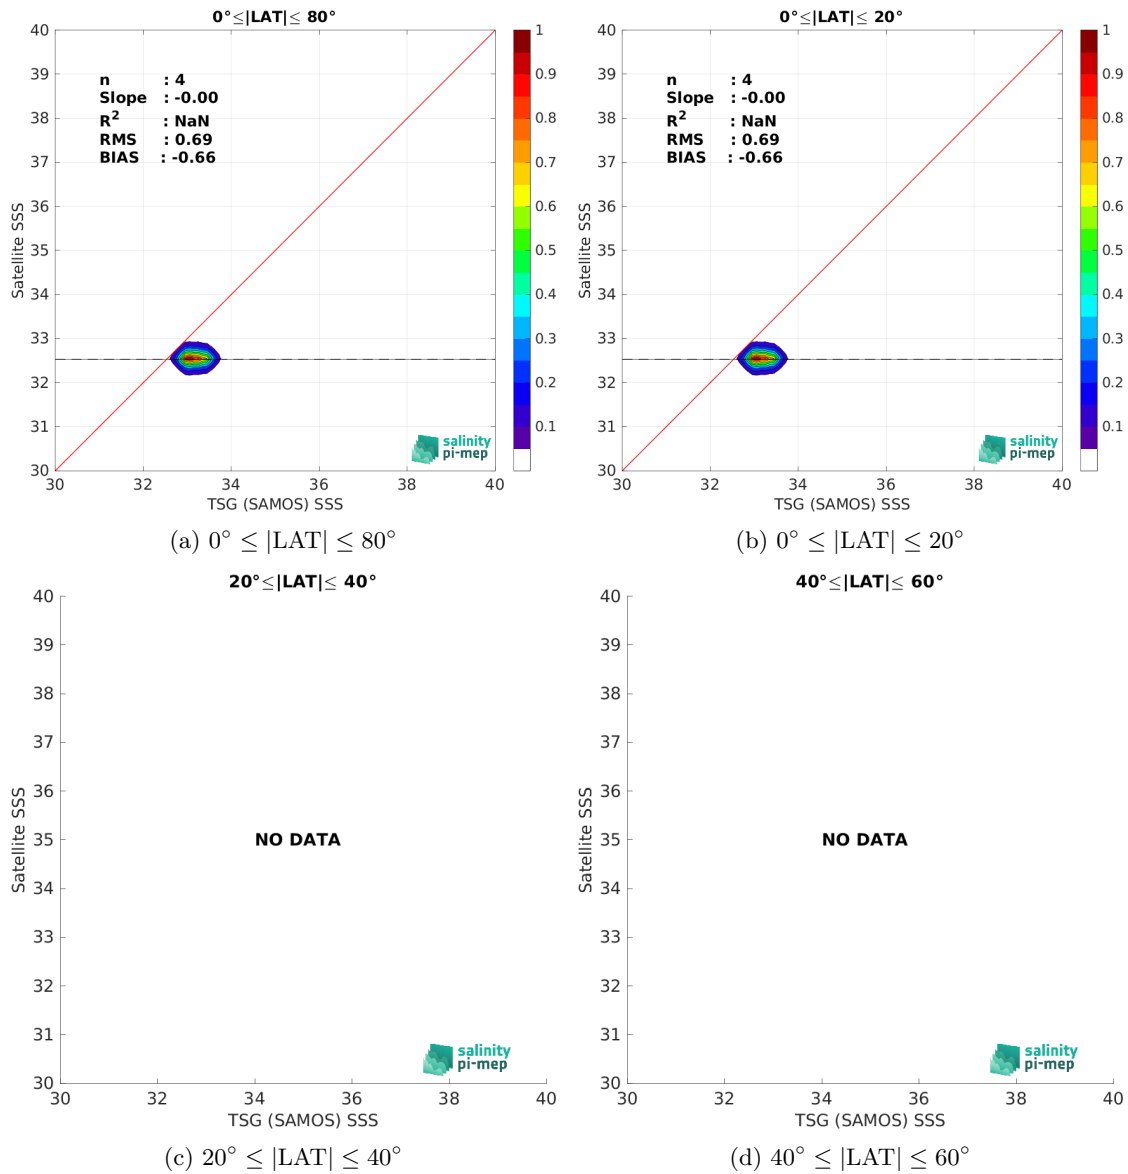 0°≤|LAT|≤ 80°
40
39
38
37
36
35
34
33
32
31
30
Satellite SSS
n : 4
Slope : -0.00
R² : NaN
RMS : 0.69
BIAS : -0.66
1
0.9
0.8
0.7
0.6
0.5
0.4
0.3
0.2
0.1
salinity
pi-mep
30 32 34 36 38 40
TSG (SAMOS) SSS
(a) 0° ≤ |LAT| ≤ 80°
0°≤|LAT|≤ 20°
40
39
38
37
36
35
34
33
32
31
30
Satellite SSS
n : 4
Slope : -0.00
R² : NaN
RMS : 0.69
BIAS : -0.66
1
0.9
0.8
0.7
0.6
0.5
0.4
0.3
0.2
0.1
salinity
pi-mep
30 32 34 36 38 40
TSG (SAMOS) SSS
(b) 0° ≤ |LAT| ≤ 20°
20°≤|LAT|≤ 40°
40
39
38
37
36
35
34
33
32
31
30
Satellite SSS
NO DATA
salinity
pi-mep
30 32 34 36 38 40
TSG (SAMOS) SSS
(c) 20° ≤ |LAT| ≤ 40°
40°≤|LAT|≤ 60°
40
39
38
37
36
35
34
33
32
31
30
Satellite SSS
NO DATA
salinity
pi-mep
30 32 34 36 38 40
TSG (SAMOS) SSS
(d) 40° ≤ |LAT| ≤ 60°